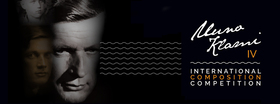 Uuno
Klami
IV
INTERNATIONAL
COMPOSITION
COMPETITION